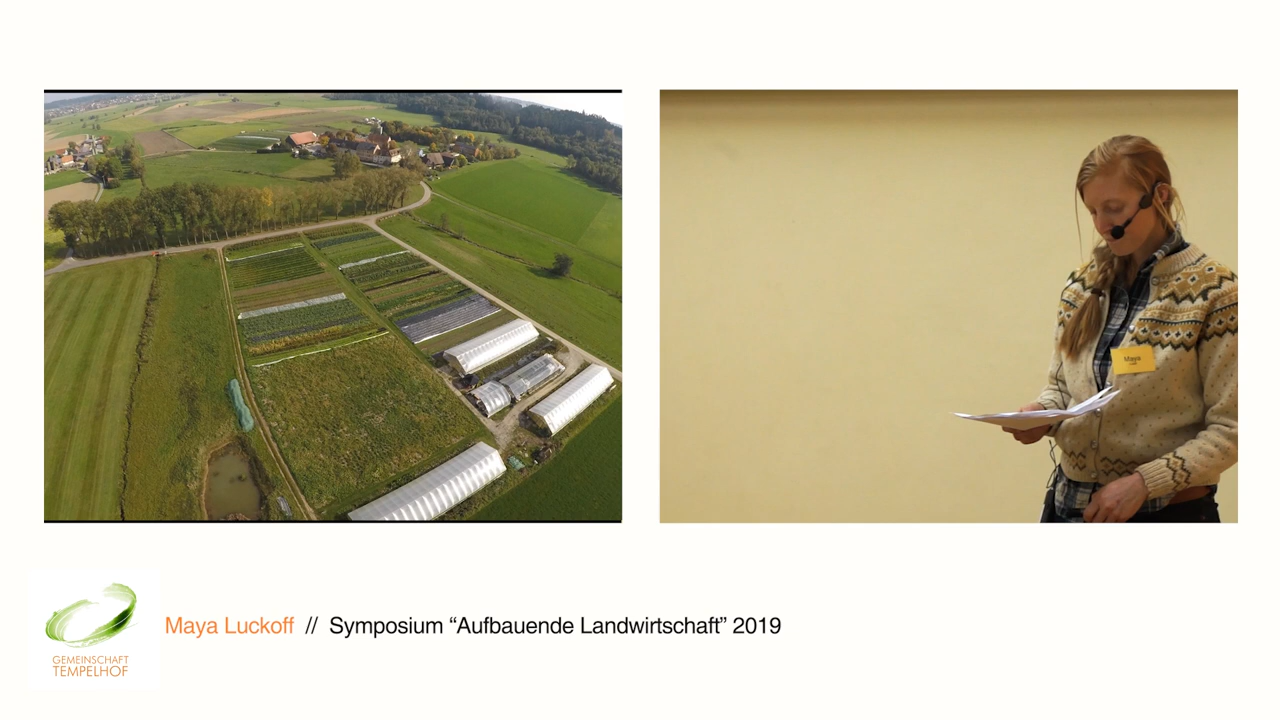 Maya
Maya Luckoff // Symposium “Aufbauende Landwirtschaft” 2019
GEMEINSCHAFT
TEMPELHOF